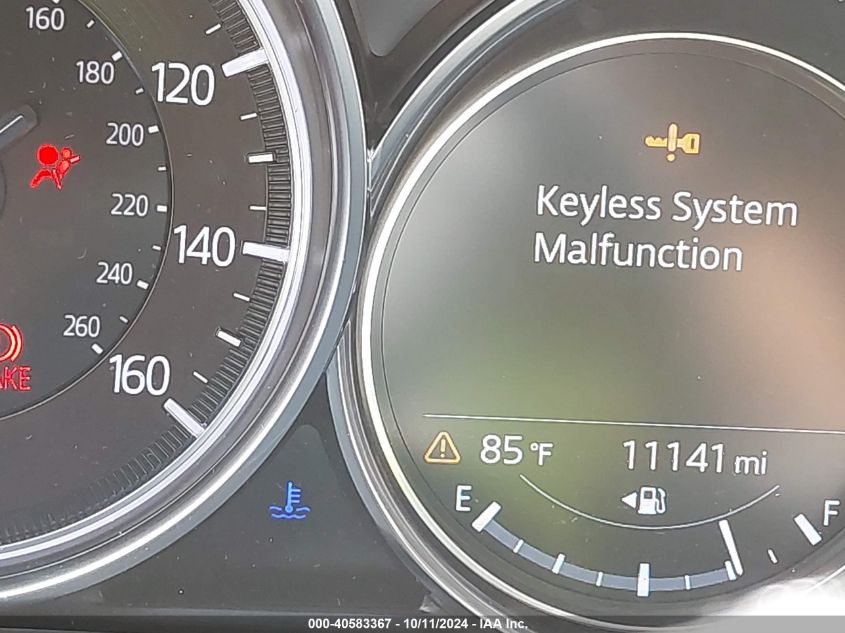 160
180
120
200
220
140
240
260
160
Keyless System
Malfunction
85 °F
11141 mi
E
F
000-40583367 - 10/11/2024 - IAA Inc.